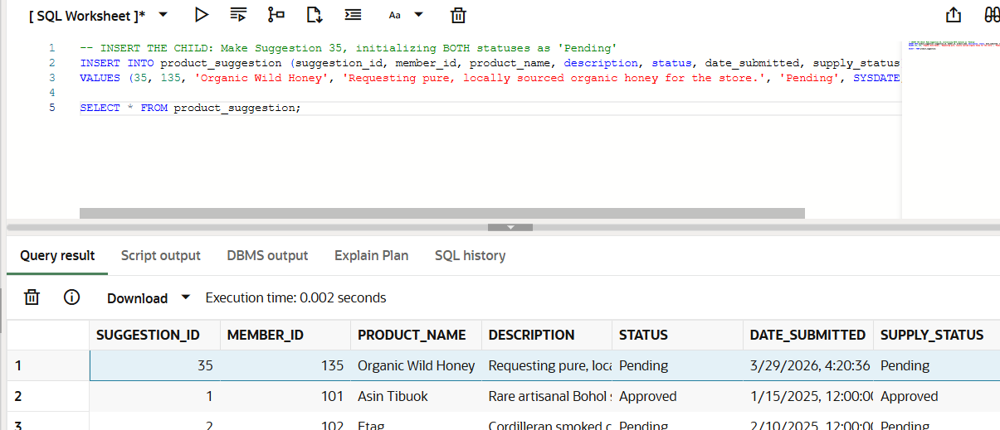 [ SQL Worksheet ]* Aa
1 -- INSERT THE CHILD: Make Suggestion 35, initializing BOTH statuses as 'Pending'
2 INSERT INTO product_suggestion (suggestion_id, member_id, product_name, description, status, date_submitted, supply_status
3 VALUES (35, 135, 'Organic Wild Honey', 'Requesting pure, locally sourced organic honey for the store.', 'Pending', SYSDATE,
4
5 SELECT * FROM product_suggestion;
Query result Script output DBMS output Explain Plan SQL history
Download Execution time: 0.002 seconds
SUGGESTION_ID MEMBER_ID PRODUCT_NAME DESCRIPTION STATUS DATE_SUBMITTED SUPPLY_STATUS
1 35 135 Organic Wild Honey Requesting pure, loca Pending 3/29/2026, 4:20:36 Pending
2 1 101 Asin Tibuok Rare artisanal Bohol Approved 1/15/2025, 12:00:00 Approved
3 2 102 Etag Cordilleran smoked Pending 2/10/2025, 12:00:00 Pending